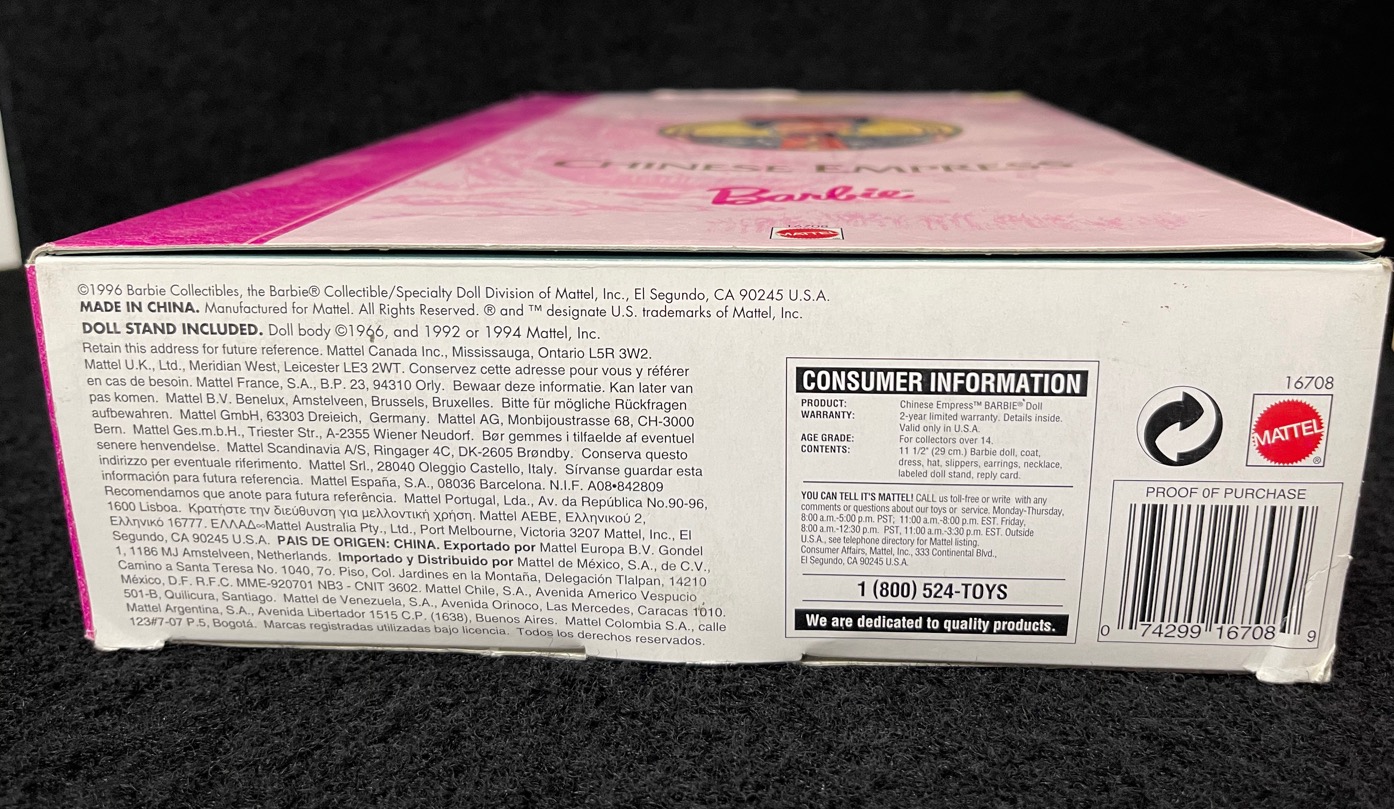 CHINESE EMPRESS
Barbie
16708
MATTEL
©1996 Barbie Collectibles, the Barbie® Collectible/Specialty Doll Division of Mattel, Inc., El Segundo, CA 90245 U.S.A.
MADE IN CHINA. Manufactured for Mattel. All Rights Reserved. ® and ™ designate U.S. trademarks of Mattel, Inc.
DOLL STAND INCLUDED. Doll body ©1966, and 1992 or 1994 Mattel, Inc.
Retain this address for future reference. Mattel Canada Inc., Mississauga, Ontario L5R 3W2.
Mattel U.K., Ltd., Meridian West, Leicester LE3 2WT. Conservez cette adresse pour vous y référer
en cas de besoin. Mattel France, S.A., B.P. 23, 94310 Orly. Bewaar deze informatie. Kan later van
pas komen. Mattel B.V. Benelux, Amstelveen, Brussels, Bruxelles. Bitte für mögliche Rückfragen
aufbewahren. Mattel GmbH, 63303 Dreieich, Germany. Mattel AG, Monbijoustrasse 68, CH-3000
Bern. Mattel Ges.m.b.H., Triester Str., A-2355 Wiener Neudorf. Bør gemmes i tilfaelde af eventuel
senere henvendelse. Mattel Scandinavia A/S, Ringager 4C, DK-2605 Brøndby. Conserva questo
indirizzo per eventuale riferimento. Mattel Srl., 28040 Oleggio Castello, Italy. Sírvanse guardar esta
información para futura referencia. Mattel España, S.A., 08036 Barcelona. N.I.F. A08•842809
Recomendamos que anote para futura referência. Mattel Portugal, Lda., Av. da República No.90-96,
1600 Lisboa. Κρατήστε την διεύθυνση για μελλοντική χρήση. Mattel AEBE, Ελληνικού 2,
Ελληνικό 16777. ΕΛΛΑΔ∞Mattel Australia Pty., Ltd., Port Melbourne, Victoria 3207 Mattel, Inc., El
Segundo, CA 90245 U.S.A. PAIS DE ORIGEN: CHINA. Exportado por Mattel Europa B.V. Gondel
1, 1186 MJ Amstelveen, Netherlands. Importado y Distribuido por Mattel de México, S.A., de C.V.,
Camino a Santa Teresa No. 1040, 7o. Piso, Col. Jardines en la Montaña, Delegación Tlalpan, 14210
México, D.F. R.F.C. MME-920701 NB3 - CNIT 3602. Mattel Chile, S.A., Avenida Americo Vespucio
501-B, Quilicura, Santiago. Mattel de Venezuela, S.A., Avenida Orinoco, Las Mercedes, Caracas 1010.
Mattel Argentina, S.A., Avenida Libertador 1515 C.P. (1638), Buenos Aires. Mattel Colombia S.A., calle
123#7-07 P.5, Bogotá. Marcas registradas utilizadas bajo licencia. Todos los derechos reservados.
CONSUMER INFORMATION
PRODUCT: Chinese Empress™ BARBIE® Doll
WARRANTY: 2-year limited warranty. Details inside.
Valid only in U.S.A.
AGE GRADE: For collectors over 14.
CONTENTS: 11 1/2" (29 cm.) Barbie doll, coat,
dress, hat, slippers, earrings, necklace,
labeled doll stand, reply card.
YOU CAN TELL IT'S MATTEL! CALL us toll-free or write with any
comments or questions about our toys or service. Monday-Thursday,
8:00 a.m.-5:00 p.m. PST; 11:00 a.m.-8:00 p.m. EST. Friday,
8:00 a.m.-12:30 p.m. PST, 11:00 a.m.-3:30 p.m. EST. Outside
U.S.A., see telephone directory for Mattel listing.
Consumer Affairs, Mattel, Inc., 333 Continental Blvd.,
El Segundo, CA 90245 U.S.A.
1 (800) 524-TOYS
We are dedicated to quality products.
16708
MATTEL®
PROOF OF PURCHASE
0 74299 16708 9